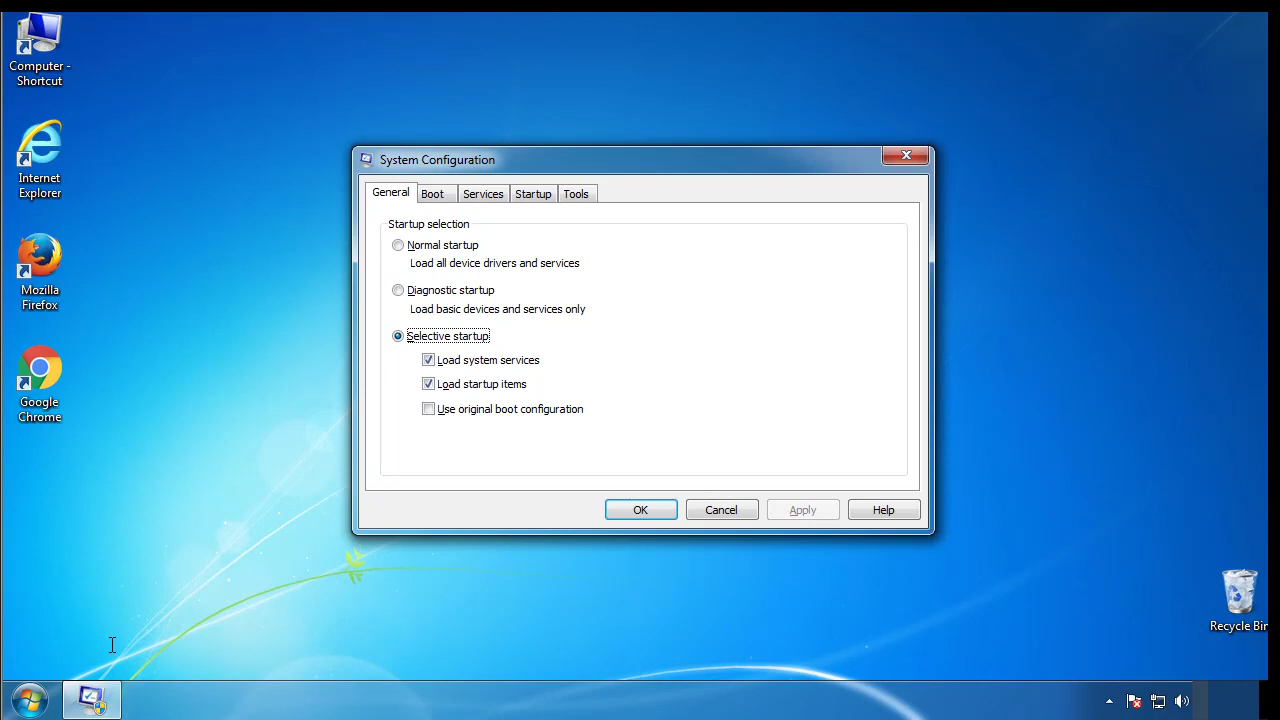 Computer -
Shortcut
Internet
Explorer
Mozilla
Firefox
Google
Chrome
System Configuration
General
Boot
Services
Startup
Tools
Startup selection
Normal startup
Load all device drivers and services
Diagnostic startup
Load basic devices and services only
Selective startup
Load system services
Load startup items
Use original boot configuration
OK
Cancel
Apply
Help
Recycle Bin